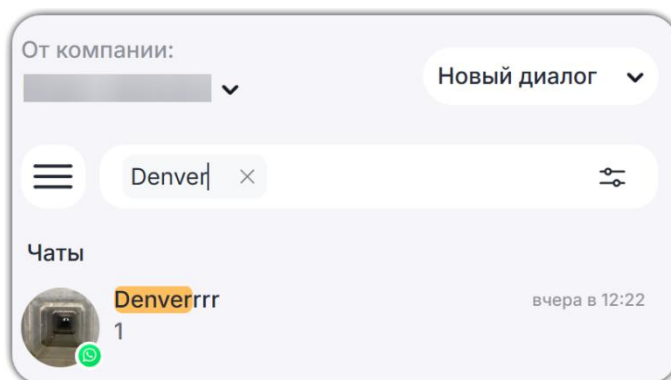 От компании:
Новый диалог
Denver
Чаты
Denverrrr
вчера в 12:22
1